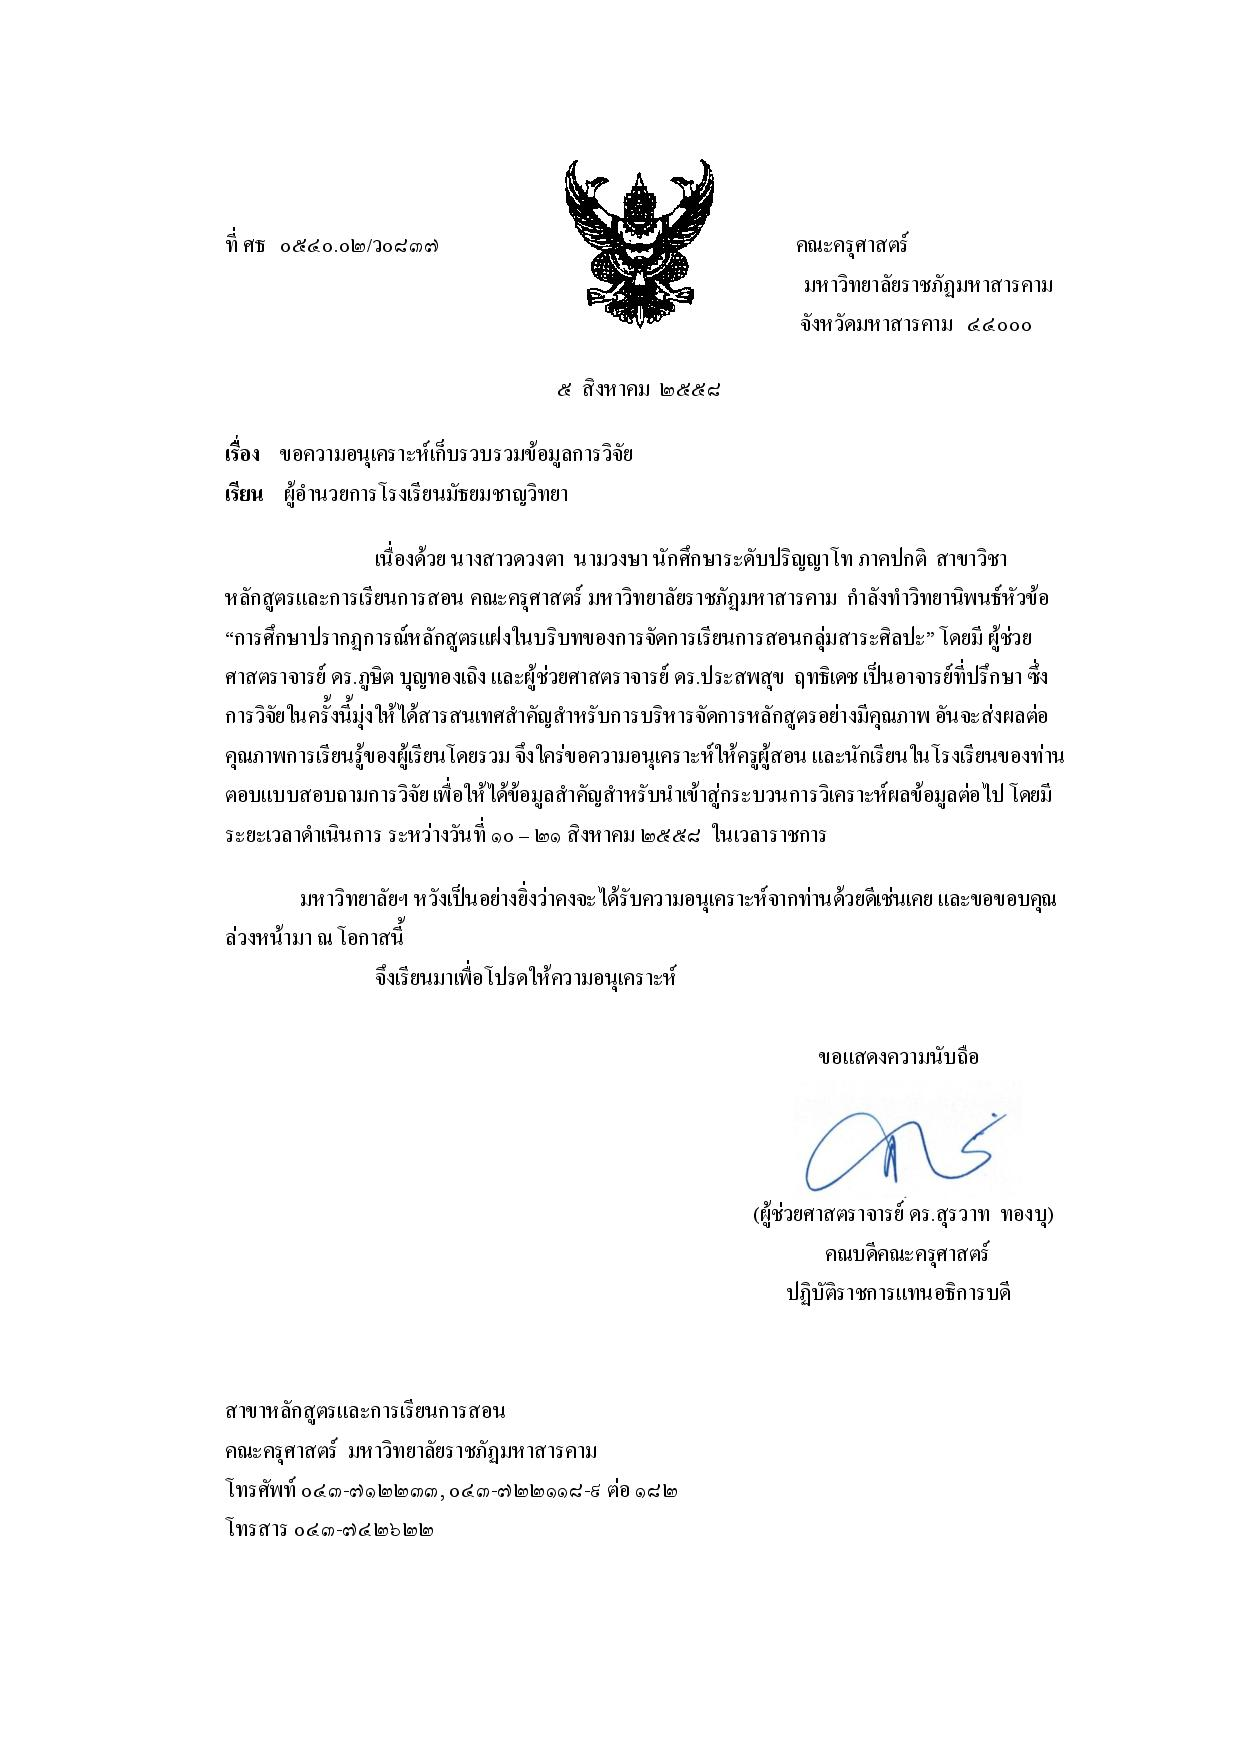 ที่ ศธ ๐๕๔๐.๐๒/ว๐๘๓๗
คณะครุศาสตร์
มหาวิทยาลัยราชภัฏมหาสารคาม
จังหวัดมหาสารคาม ๔๔๐๐๐
๕ สิงหาคม ๒๕๕๘
เรื่อง ขอความอนุเคราะห์เก็บรวบรวมข้อมูลการวิจัย
เรียน ผู้อำนวยการโรงเรียนมัธยมชาญวิทยา
เนื่องด้วย นางสาวดวงตา นามวงษา นักศึกษาระดับปริญญาโท ภาคปกติ สาขาวิชา
หลักสูตรและการเรียนการสอน คณะครุศาสตร์ มหาวิทยาลัยราชภัฏมหาสารคาม กำลังทำวิทยานิพนธ์หัวข้อ
“การศึกษาปรากฏการณ์หลักสูตรแฝงในบริบทของการจัดการเรียนการสอนกลุ่มสาระศิลปะ” โดยมี ผู้ช่วย
ศาสตราจารย์ ดร.ภูษิต บุญทองเถิง และผู้ช่วยศาสตราจารย์ ดร.ประสพสุข ฤทธิเดช เป็นอาจารย์ที่ปรึกษา ซึ่ง
การวิจัยในครั้งนี้มุ่งให้ได้สารสนเทศสำคัญสำหรับการบริหารจัดการหลักสูตรอย่างมีคุณภาพ อันจะส่งผลต่อ
คุณภาพการเรียนรู้ของผู้เรียนโดยรวม จึงใคร่ขอความอนุเคราะห์ให้ครูผู้สอน และนักเรียนในโรงเรียนของท่าน
ตอบแบบสอบถามการวิจัย เพื่อให้ได้ข้อมูลสำคัญสำหรับนำเข้าสู่กระบวนการวิเคราะห์ผลข้อมูลต่อไป โดยมี
ระยะเวลาดำเนินการ ระหว่างวันที่ ๑๐ – ๒๑ สิงหาคม ๒๕๕๘ ในเวลาราชการ
มหาวิทยาลัยฯ หวังเป็นอย่างยิ่งว่าคงจะได้รับความอนุเคราะห์จากท่านด้วยดีเช่นเคย และขอขอบคุณ
ล่วงหน้ามา ณ โอกาสนี้
จึงเรียนมาเพื่อโปรดให้ความอนุเคราะห์
ขอแสดงความนับถือ
(ผู้ช่วยศาสตราจารย์ ดร.สุรวาท ทองบุ)
คณบดีคณะครุศาสตร์
ปฏิบัติราชการแทนอธิการบดี
สาขาหลักสูตรและการเรียนการสอน
คณะครุศาสตร์ มหาวิทยาลัยราชภัฏมหาสารคาม
โทรศัพท์ ๐๔๓-๗๑๒๒๓๓, ๐๔๓-๗๒๒๑๑๘-๙ ต่อ ๑๘๒
โทรสาร ๐๔๓-๗๔๒๖๒๒